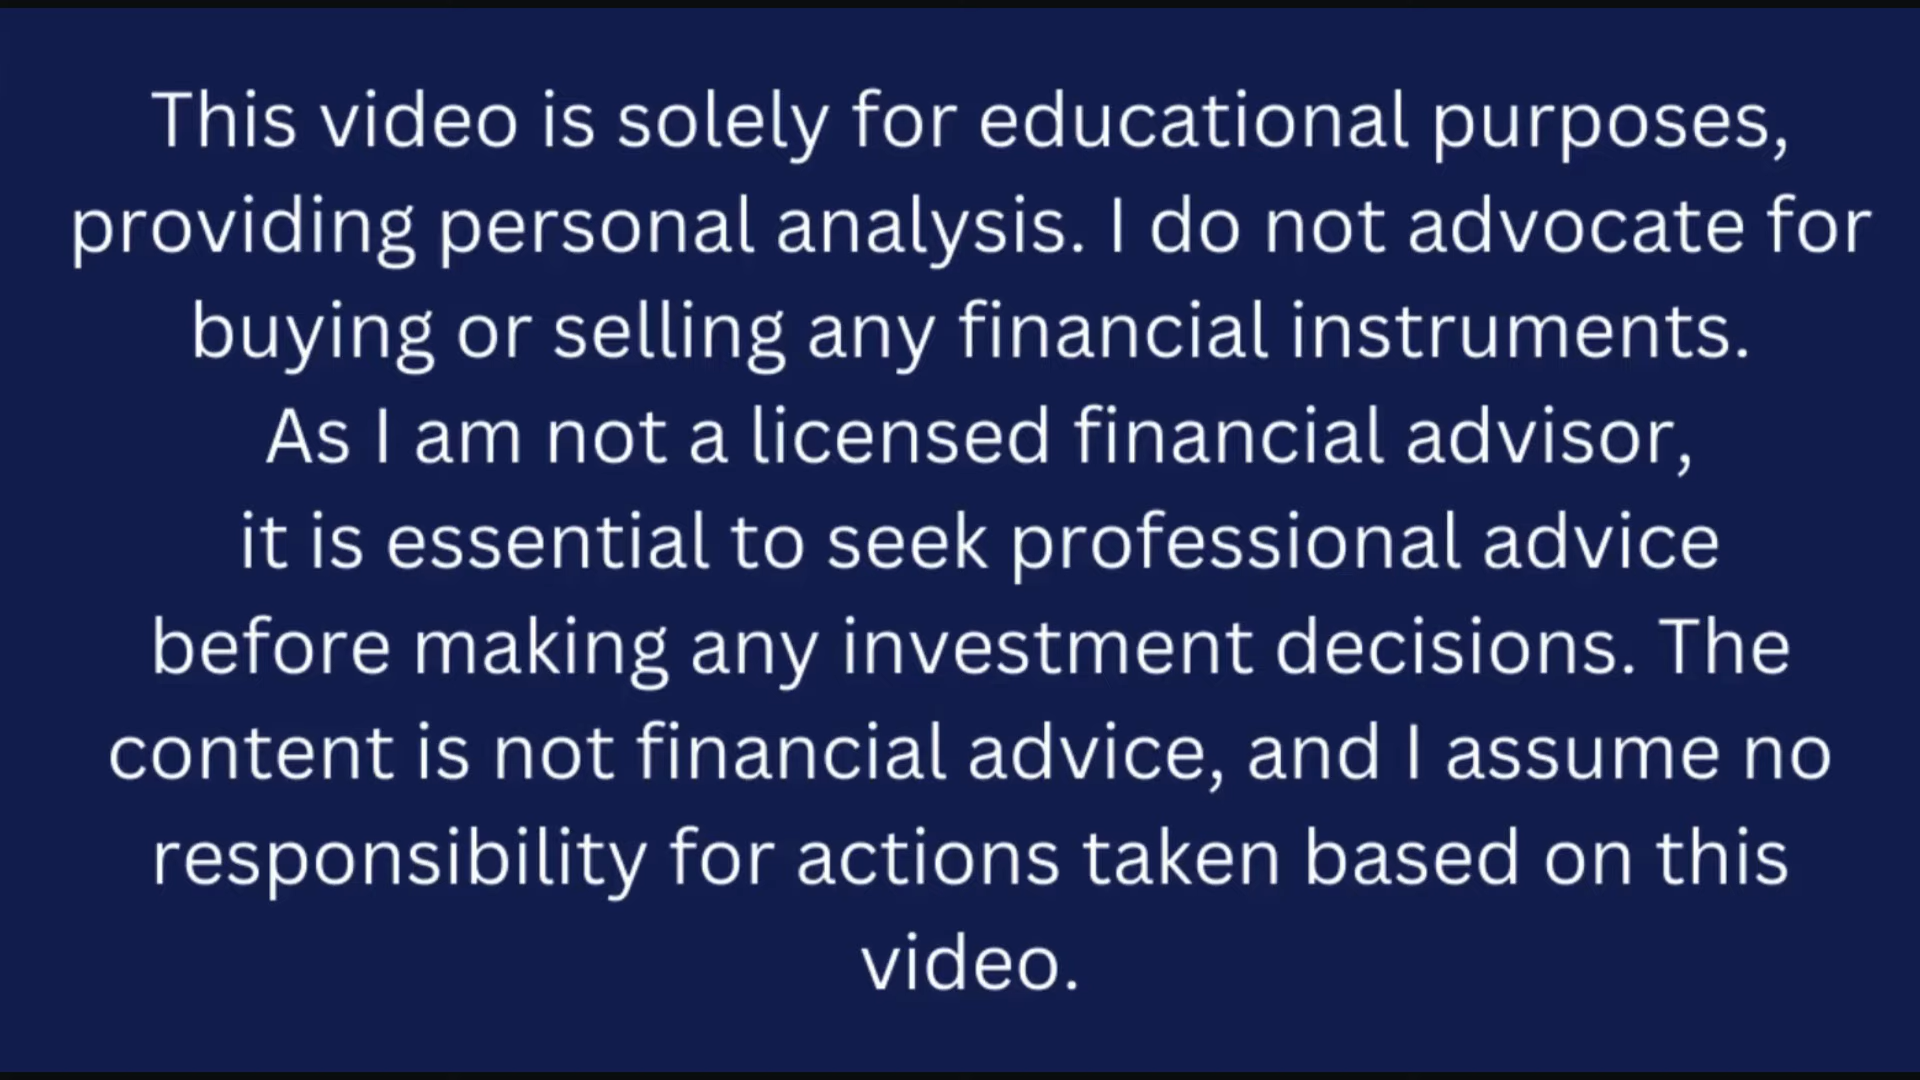 This video is solely for educational purposes,
providing personal analysis. I do not advocate for
buying or selling any financial instruments.
As I am not a licensed financial advisor,
it is essential to seek professional advice
before making any investment decisions. The
content is not financial advice, and I assume no
responsibility for actions taken based on this
video.